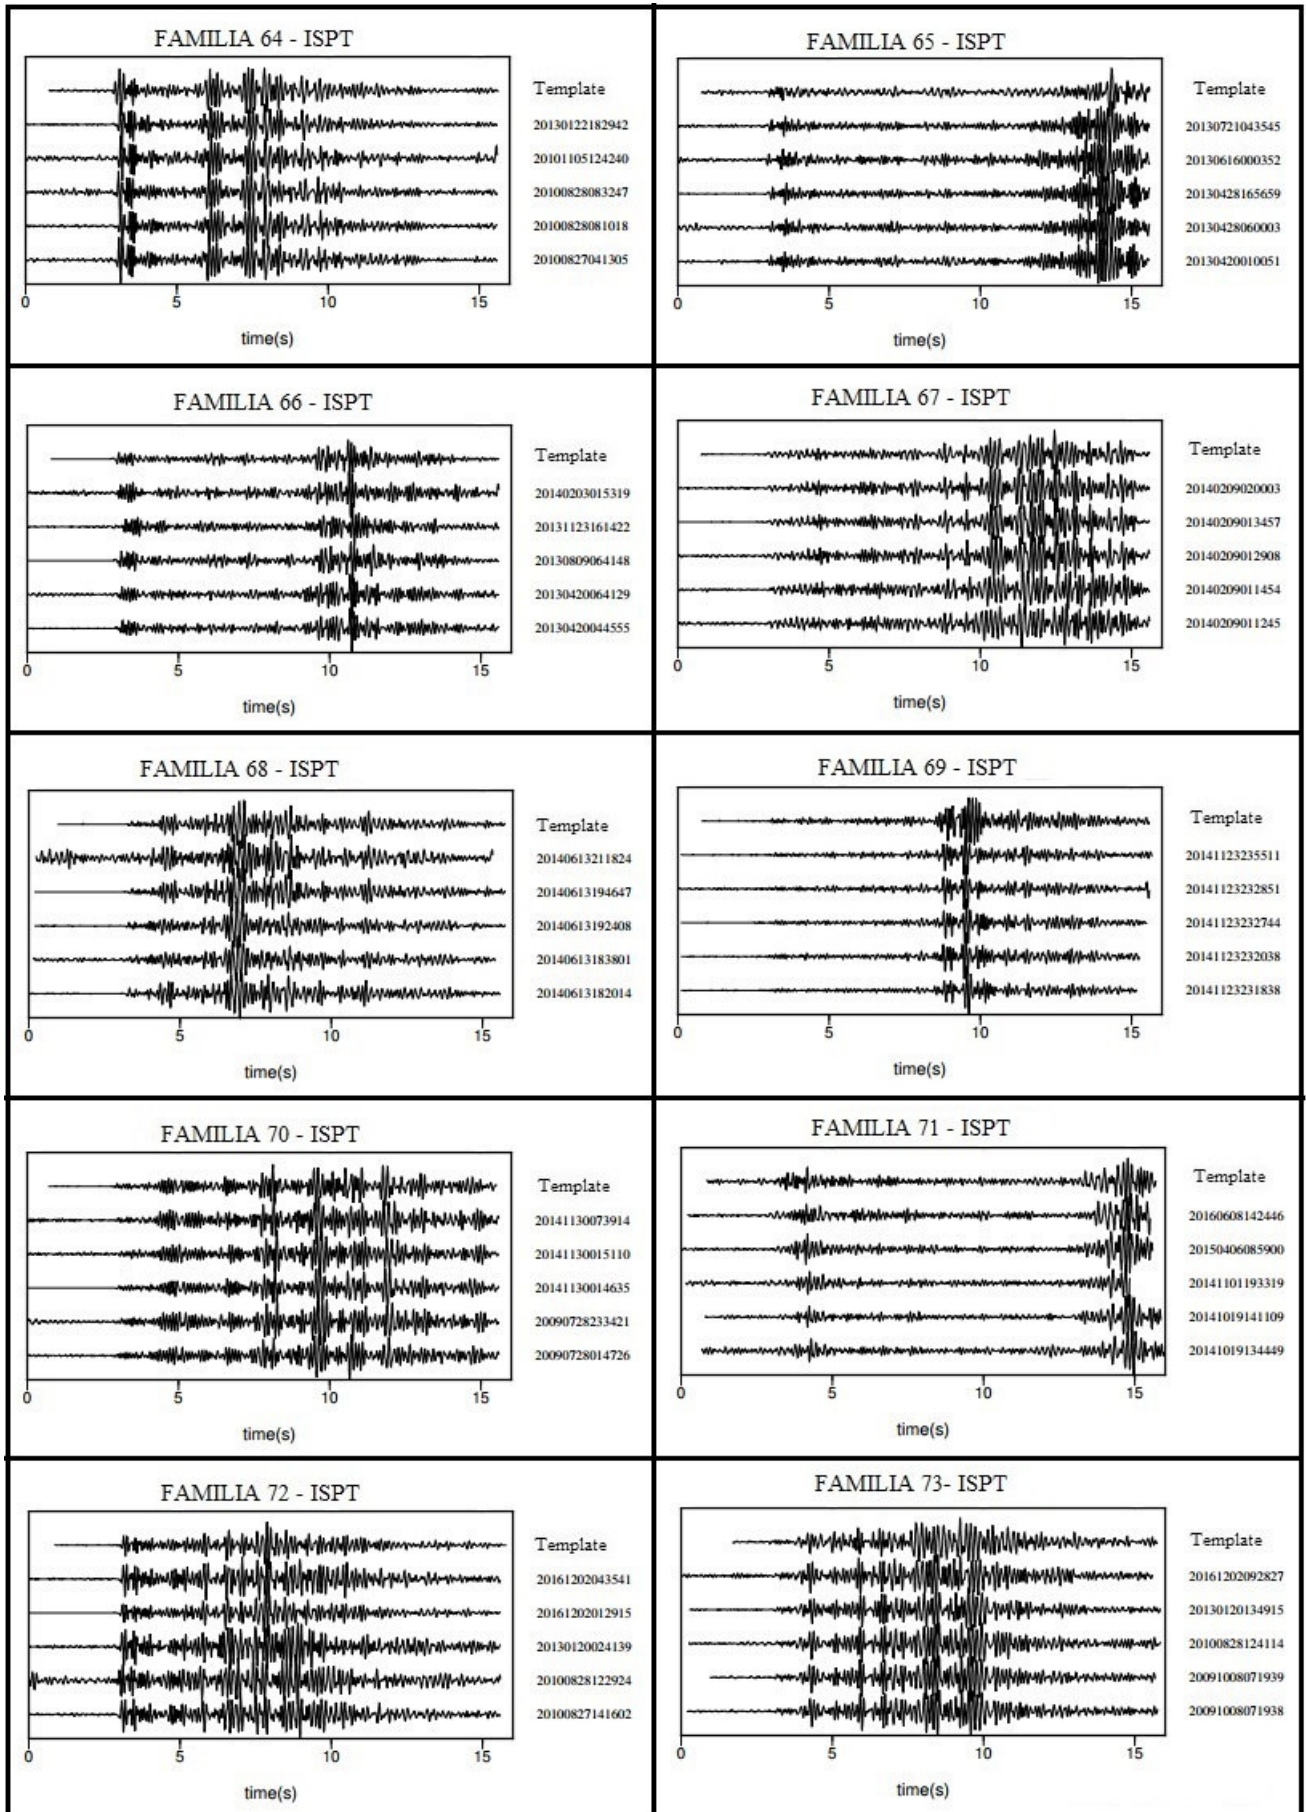 FAMILIA 64 - ISPT
Template
20130122182942
20101105124240
20100828083247
20100828081018
20100827041305
0 5 10 15
time(s)
FAMILIA 65 - ISPT
Template
20130721043545
20130616000352
20130428165659
20130428060003
20130420010051
0 5 10 15
time(s)
FAMILIA 66 - ISPT
Template
20140203015319
20131123161422
20130809064148
20130420064129
20130420044555
0 5 10 15
time(s)
FAMILIA 67 - ISPT
Template
20140209020003
20140209013457
20140209012908
20140209011454
20140209011245
0 5 10 15
time(s)
FAMILIA 68 - ISPT
Template
20140613211824
20140613194647
20140613192408
20140613183801
20140613182014
0 5 10 15
time(s)
FAMILIA 69 - ISPT
Template
20141123235511
20141123232851
20141123232744
20141123232038
20141123231838
0 5 10 15
time(s)
FAMILIA 70 - ISPT
Template
20141130073914
20141130015110
20141130014635
20090728233421
20090728014726
0 5 10 15
time(s)
FAMILIA 71 - ISPT
Template
20160608142446
20150406085900
20141101193319
20141019141109
20141019134449
0 5 10 15
time(s)
FAMILIA 72 - ISPT
Template
20161202043541
20161202012915
20130120024139
20100828122924
20100827141602
0 5 10 15
time(s)
FAMILIA 73- ISPT
Template
20161202092827
20130120134915
20100828124114
20091008071939
20091008071938
0 5 10 15
time(s)